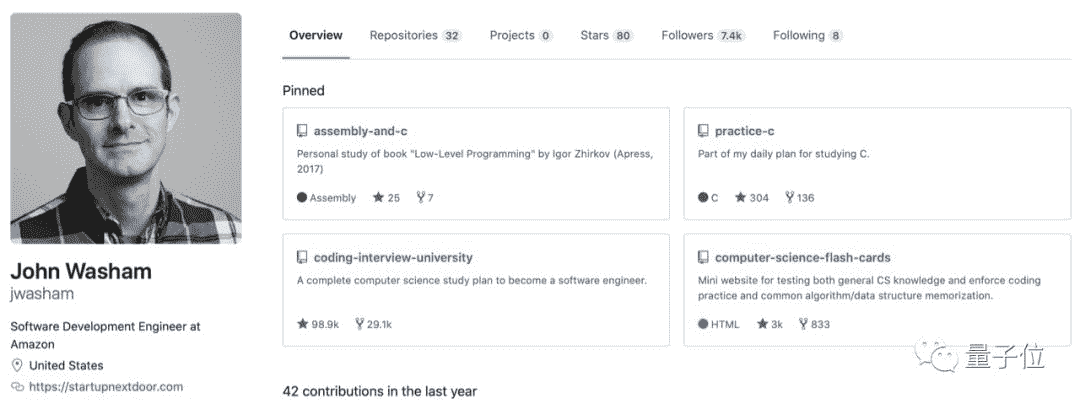 Overview Repositories 32 Projects 0 Stars 80 Followers 7.4k Following 8
Pinned
assembly-and-c
Personal study of book "Low-Level Programming" by Igor Zhirkov (Apress,
2017)
Assembly 25 7
practice-c
Part of my daily plan for studying C.
C 304 136
coding-interview-university
A complete computer science study plan to become a software engineer.
98.9k 29.1k
computer-science-flash-cards
Mini website for testing both general CS knowledge and enforce coding
practice and common algorithm/data structure memorization.
HTML 3k 833
John Washam
jwasham
Software Development Engineer at
Amazon
United States
https://startupnextdoor.com
42 contributions in the last year
量子位